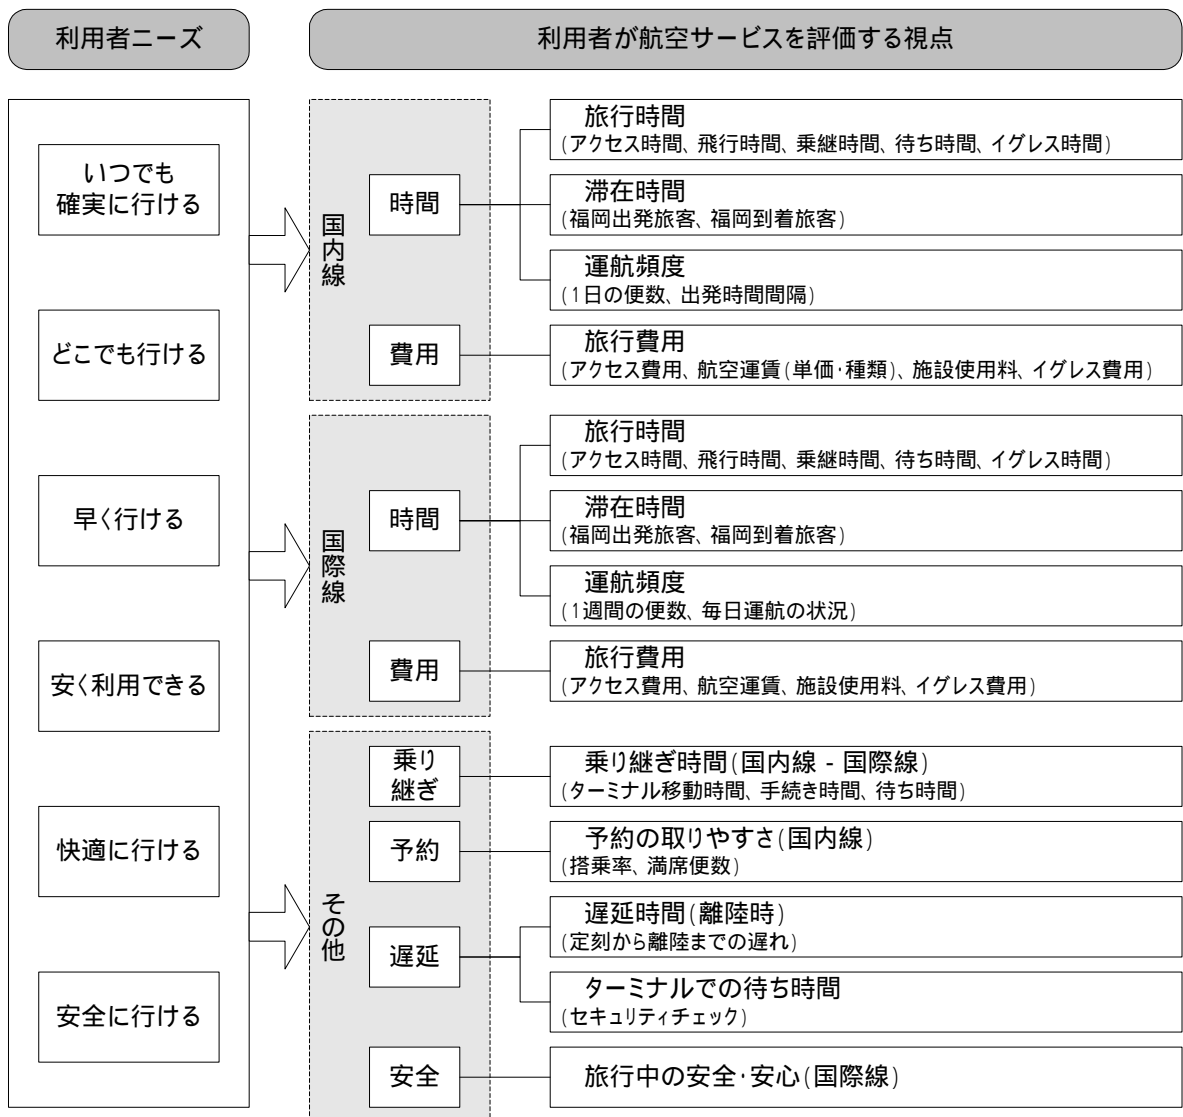 利用者ニーズ
利用者が航空サービスを評価する視点
いつでも
確実に行ける
どこでも行ける
早く行ける
安く利用できる
快適に行ける
安全に行ける
国内線
時間
旅行時間
(アクセス時間、飛行時間、乗継時間、待ち時間、イグレス時間)
滞在時間
(福岡出発旅客、福岡到着旅客)
運航頻度
(1日の便数、出発時間間隔)
費用
旅行費用
(アクセス費用、航空運賃(単価・種類)、施設使用料、イグレス費用)
国際線
時間
旅行時間
(アクセス時間、飛行時間、乗継時間、待ち時間、イグレス時間)
滞在時間
(福岡出発旅客、福岡到着旅客)
運航頻度
(1週間の便数、毎日運航の状況)
費用
旅行費用
(アクセス費用、航空運賃、施設使用料、イグレス費用)
その他
乗り
継ぎ
乗り継ぎ時間(国内線 - 国際線)
(ターミナル移動時間、手続き時間、待ち時間)
予約
予約の取りやすさ(国内線)
(搭乗率、満席便数)
遅延
遅延時間(離陸時)
(定刻から離陸までの遅れ)
ターミナルでの待ち時間
(セキュリティチェック)
安全
旅行中の安全・安心(国際線)